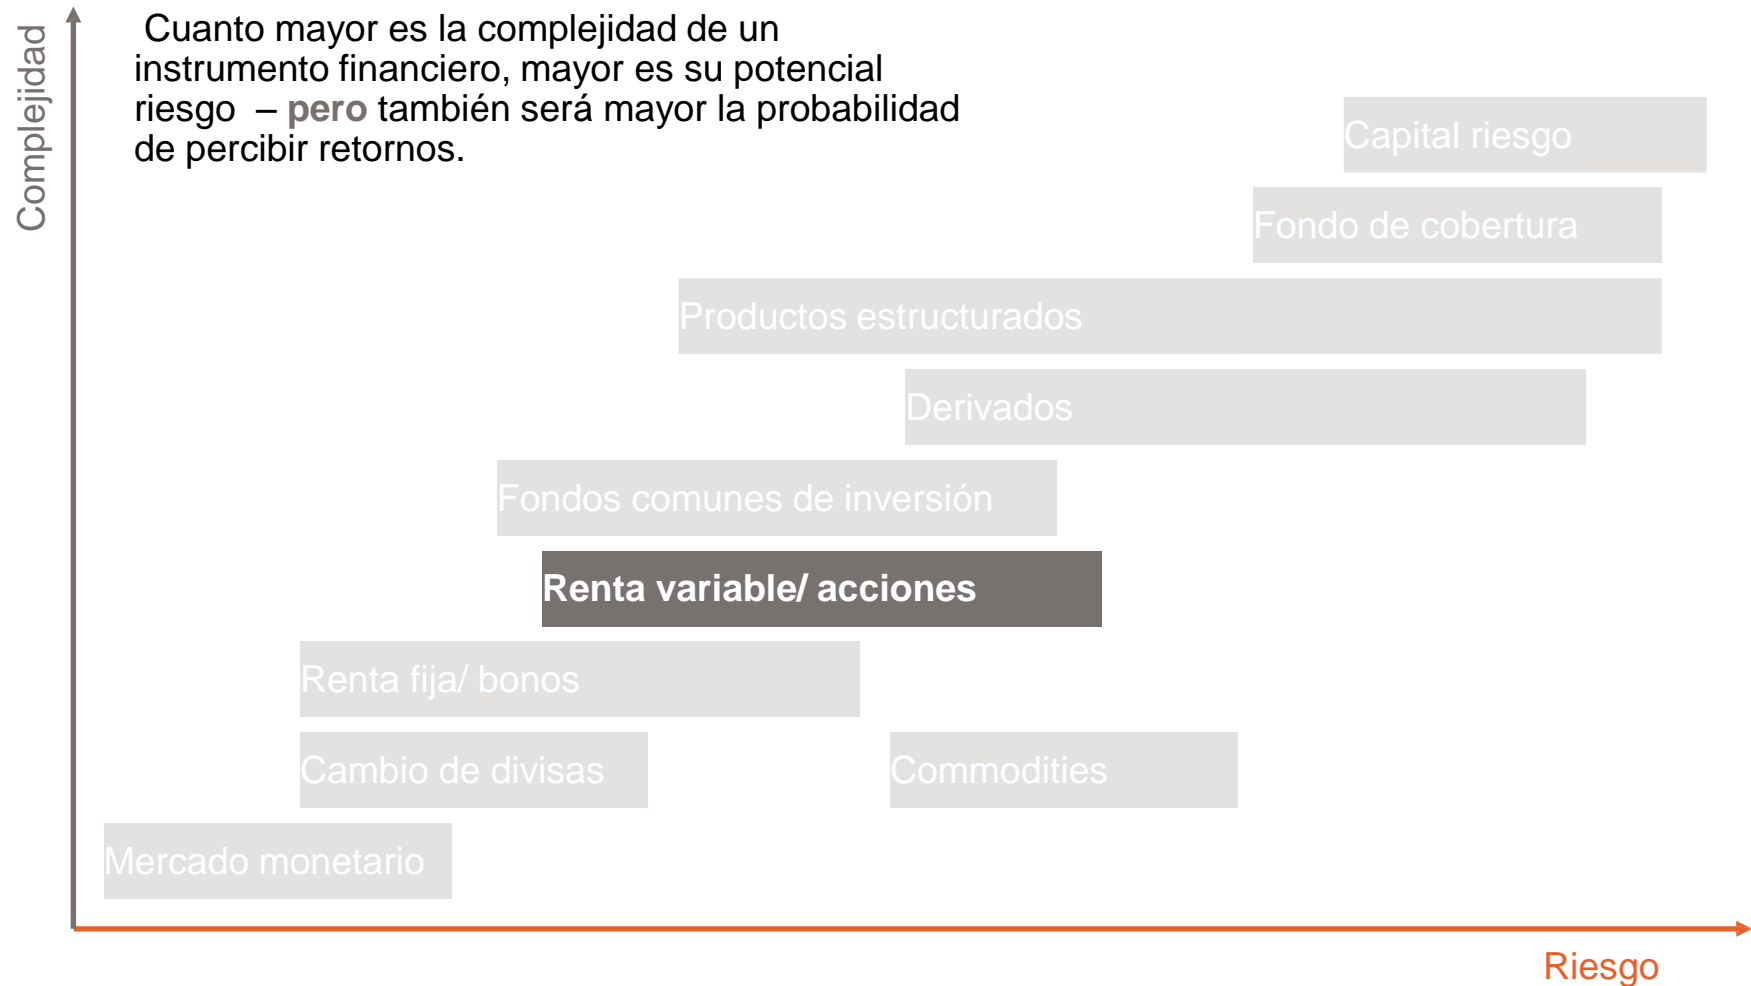 Complejidad
Cuanto mayor es la complejidad de un
instrumento financiero, mayor es su potencial
riesgo – pero también será mayor la probabilidad
de percibir retornos.
Capital riesgo
Fondo de cobertura
Productos estructurados
Derivados
Fondos comunes de inversión
Renta variable/ acciones
Renta fija/ bonos
Cambio de divisas
Commodities
Mercado monetario
Riesgo